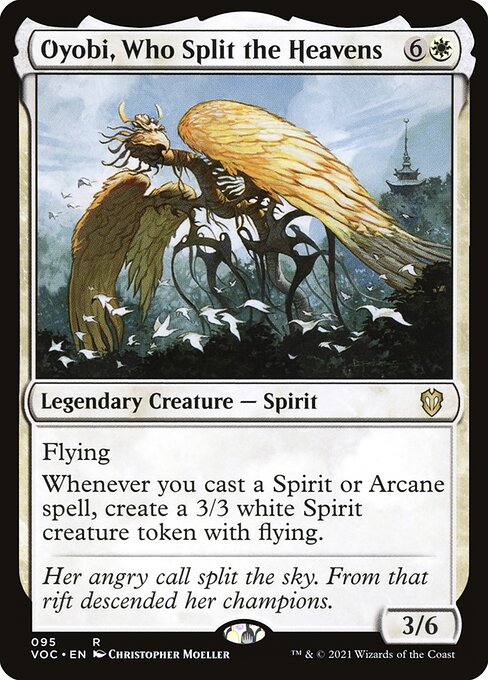 Oyobi, Who Split the Heavens 6
Legendary Creature — Spirit
Flying
Whenever you cast a Spirit or Arcane
spell, create a 3/3 white Spirit
creature token with flying.
Her angry call split the sky. From that
rift descended her champions.
3/6
095 R
VOC • EN Christopher Moeller
™ & © 2021 Wizards of the Coast